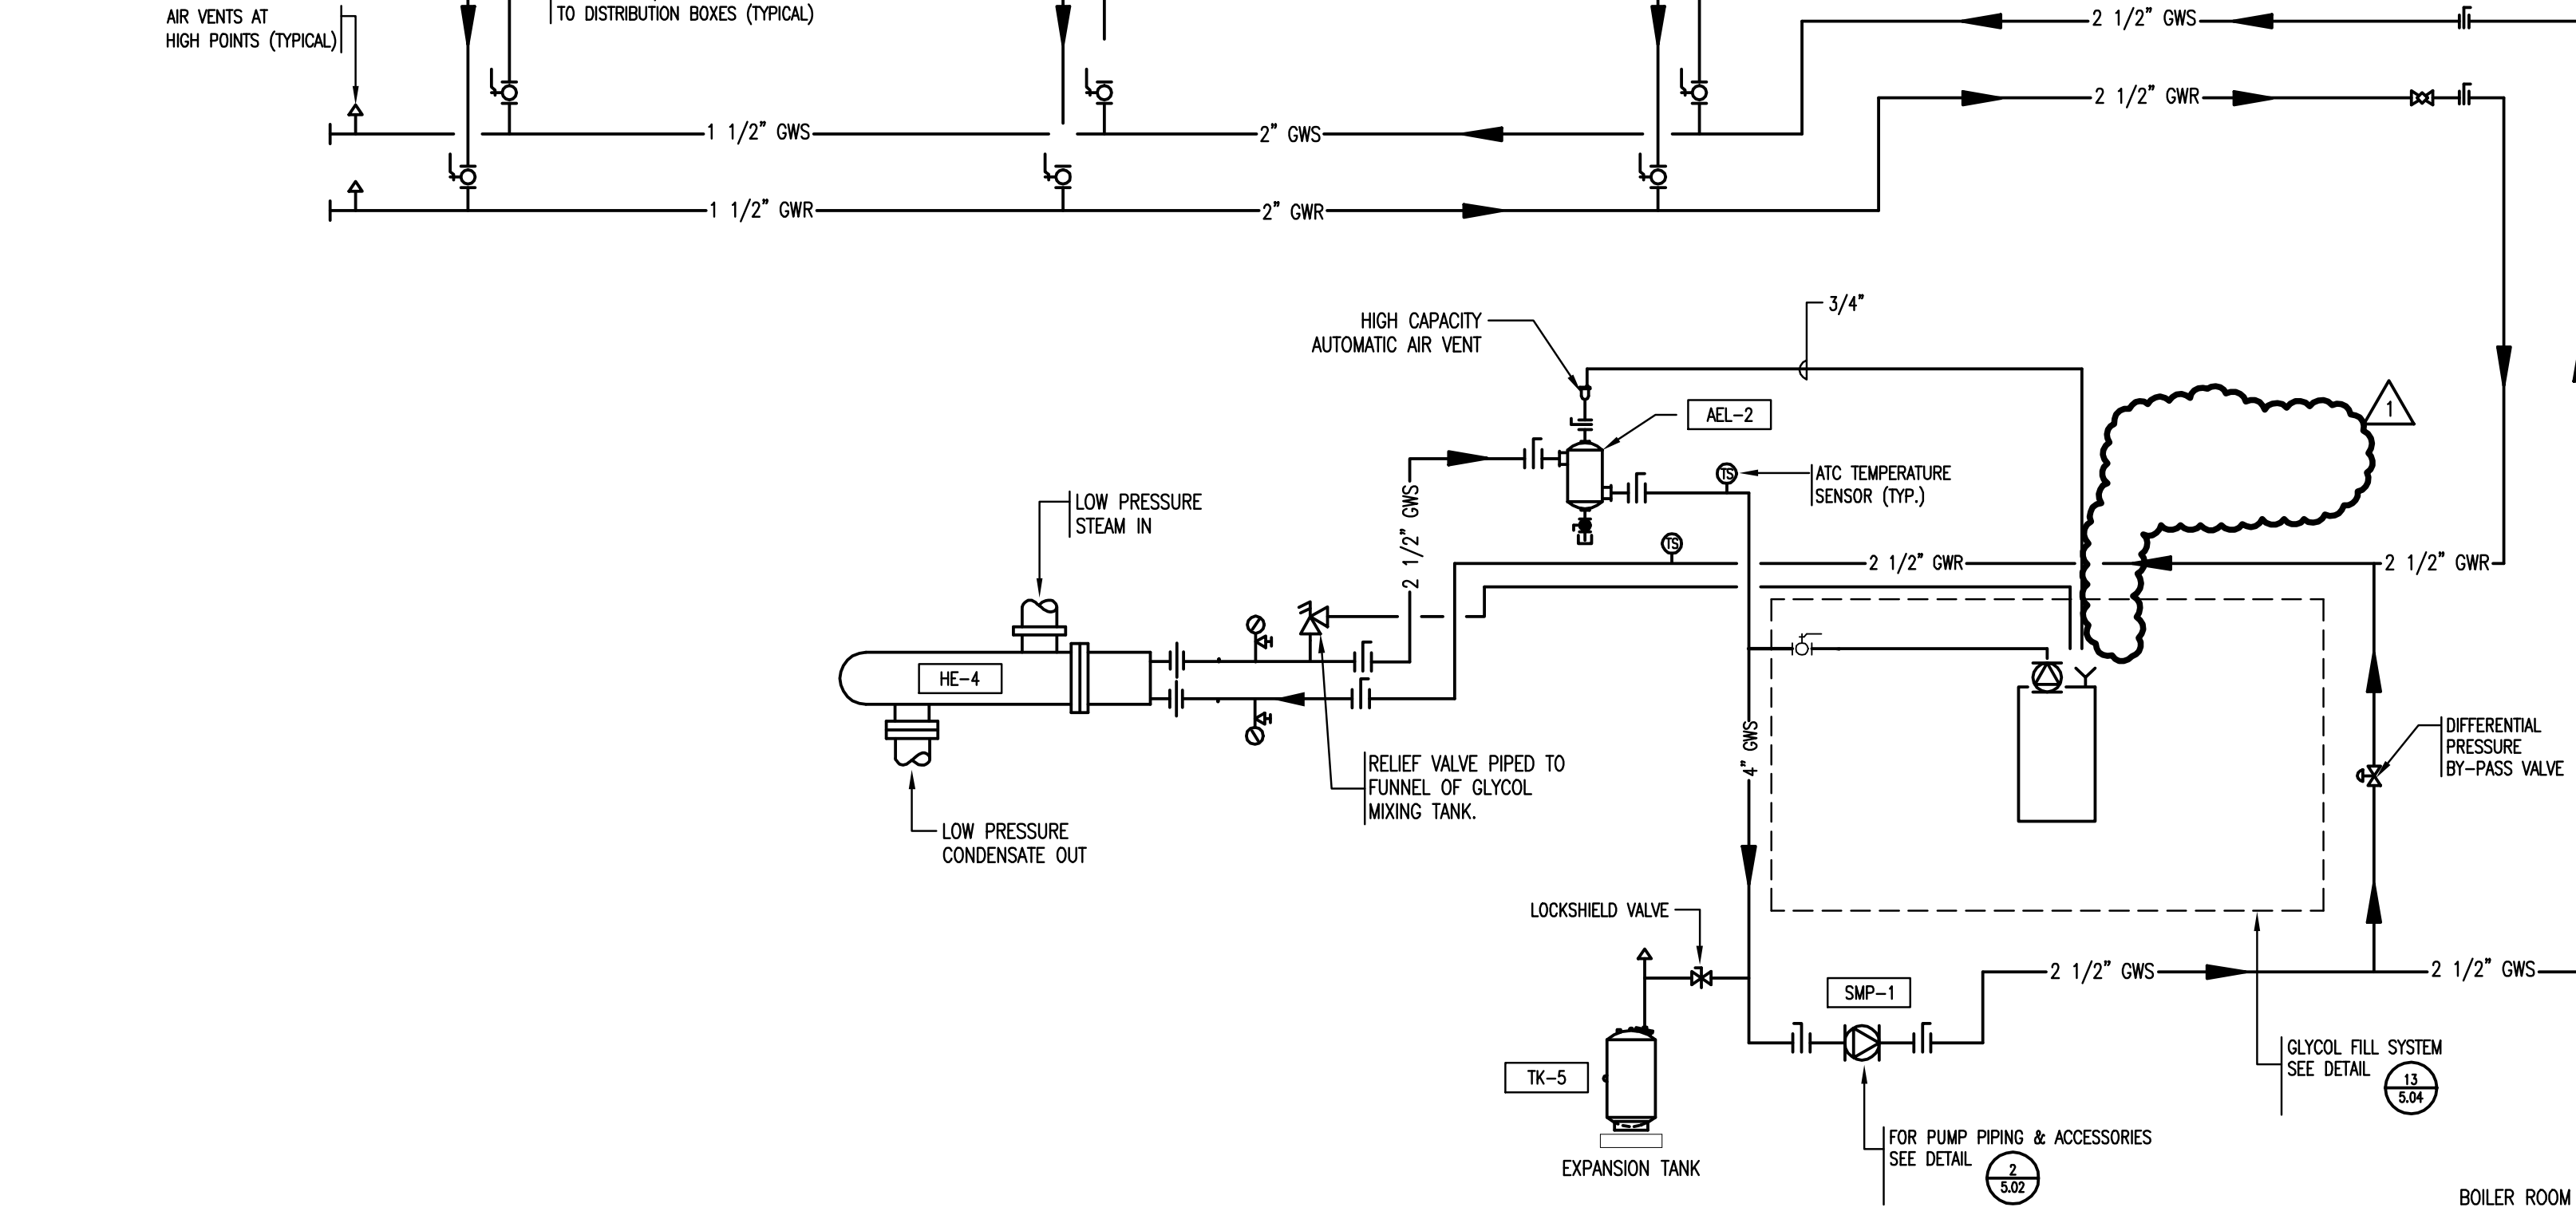 AIR VENTS AT
HIGH POINTS (TYPICAL)
TO DISTRIBUTION BOXES (TYPICAL)
2 1/2" GWS
2 1/2" GWR
1 1/2" GWS
2" GWS
1 1/2" GWR
2" GWR
3/4"
HIGH CAPACITY
AUTOMATIC AIR VENT
AEL-2
1
TS
ATC TEMPERATURE
SENSOR (TYP.)
LOW PRESSURE
STEAM IN
2 1/2" GWS
TS
2 1/2" GWR
2 1/2" GWR
HE-4
4" GWS
RELIEF VALVE PIPED TO
FUNNEL OF GLYCOL
MIXING TANK.
DIFFERENTIAL
PRESSURE
BY-PASS VALVE
LOW PRESSURE
CONDENSATE OUT
LOCKSHIELD VALVE
SMP-1
2 1/2" GWS
2 1/2" GWS
TK-5
EXPANSION TANK
GLYCOL FILL SYSTEM
SEE DETAIL
13
5.04
FOR PUMP PIPING & ACCESSORIES
SEE DETAIL
2
5.02
BOILER ROOM